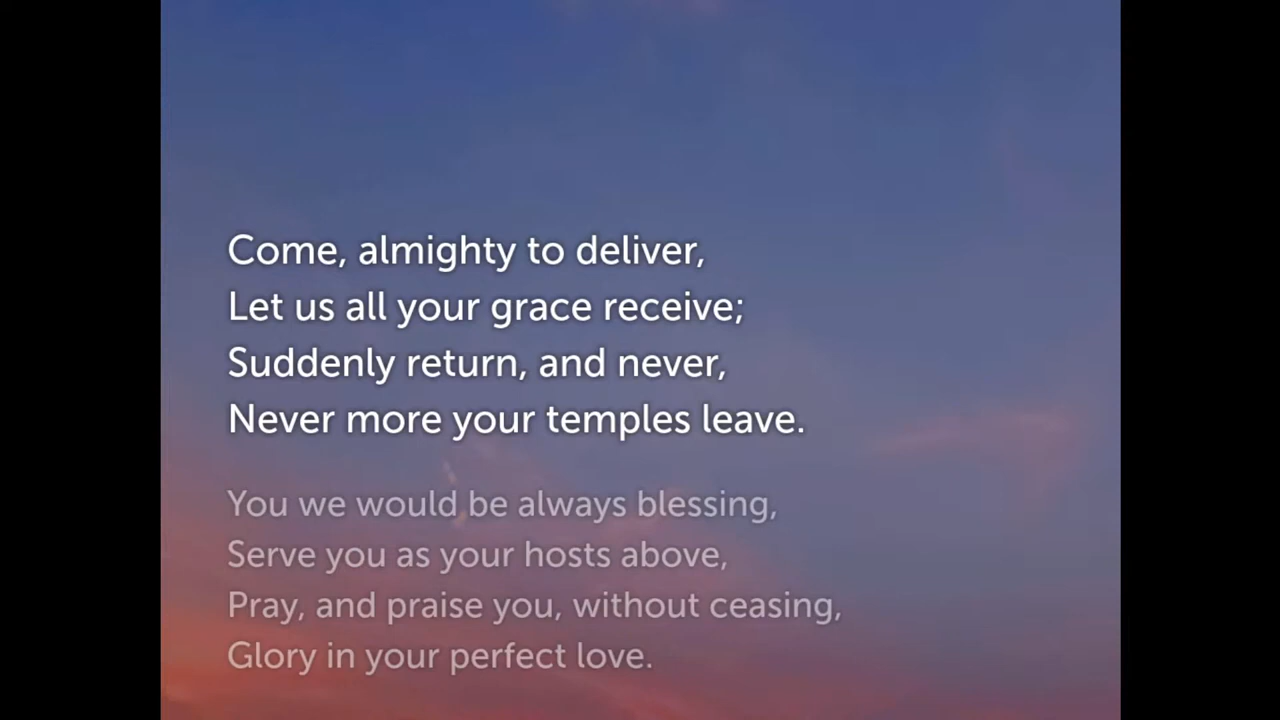 Come, almighty to deliver,
Let us all your grace receive;
Suddenly return, and never,
Never more your temples leave.
You we would be always blessing,
Serve you as your hosts above,
Pray, and praise you, without ceasing,
Glory in your perfect love.